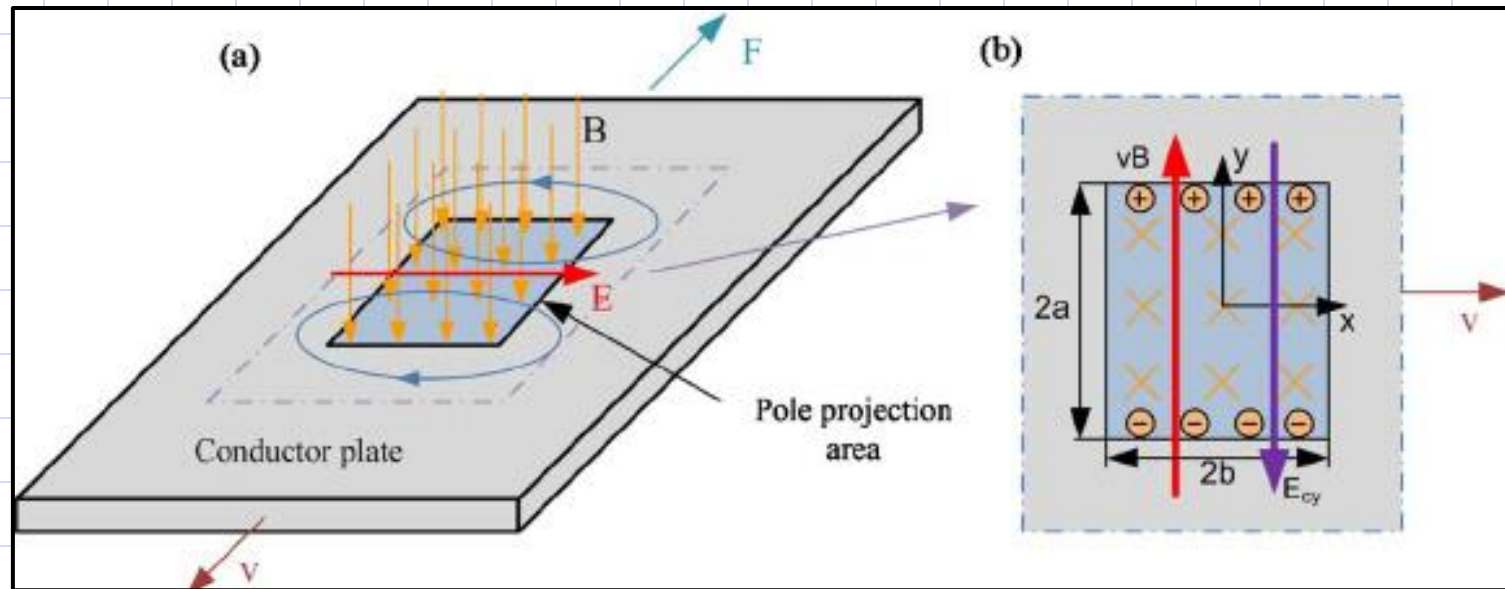 (a)
F
B
E
Pole projection
area
Conductor plate
v
(b)
vB
y
+ + + +
2a
x
v
- - - -
2b
E_cy